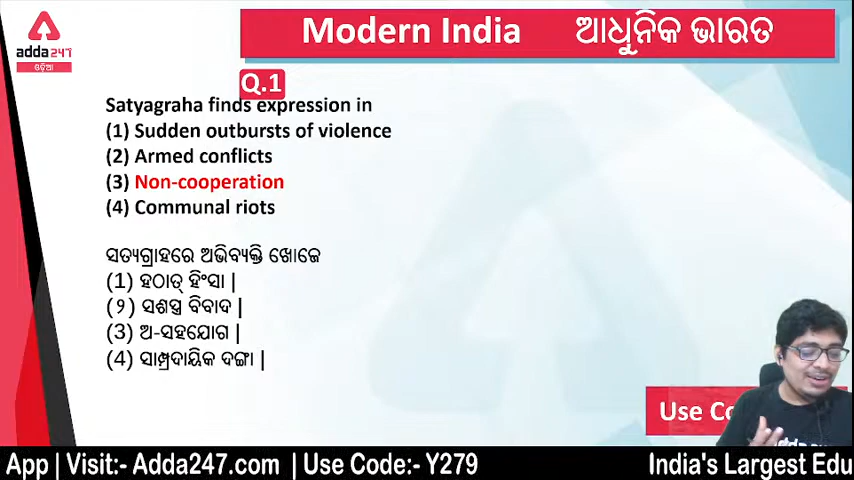 Modern India ଆଧୁନିକ ଭାରତ
adda247
ଓଡ଼ିଆ
Q.1
Satyagraha finds expression in
(1) Sudden outbursts of violence
(2) Armed conflicts
(3) Non-cooperation
(4) Communal riots
ସତ୍ୟଗ୍ରାହରେ ଅଭିବ୍ୟକ୍ତି ଖୋଜେ
(1) ହଠାତ୍ ହିଂସା |
(୨) ସଶସ୍ତ୍ର ବିବାଦ |
(3) ଅ-ସହଯୋଗ |
(4) ସାମ୍ପ୍ରଦାୟିକ ଦଙ୍ଗା |
Use
App | Visit:- Adda247.com | Use Code:- Y279 India's Largest